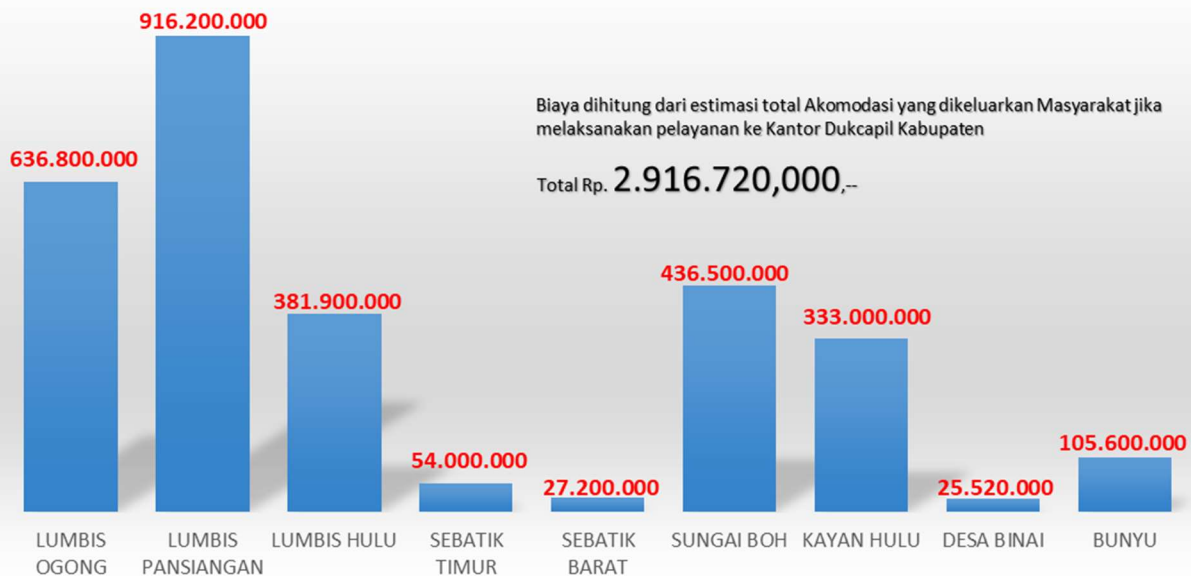 916.200.000
636.800.000
Biaya dihitung dari estimasi total Akomodasi yang dikeluarkan Masyarakat jika
melaksanakan pelayanan ke Kantor Dukcapil Kabupaten
Total Rp. 2.916.720,000,--
381.900.000
54.000.000
27.200.000
436.500.000
333.000.000
25.520.000
105.600.000
LUMBIS
OGONG
LUMBIS
PANSIANGAN
LUMBIS HULU
SEBATIK
TIMUR
SEBATIK
BARAT
SUNGAI BOH
KAYAN HULU
DESA BINAI
BUNYU